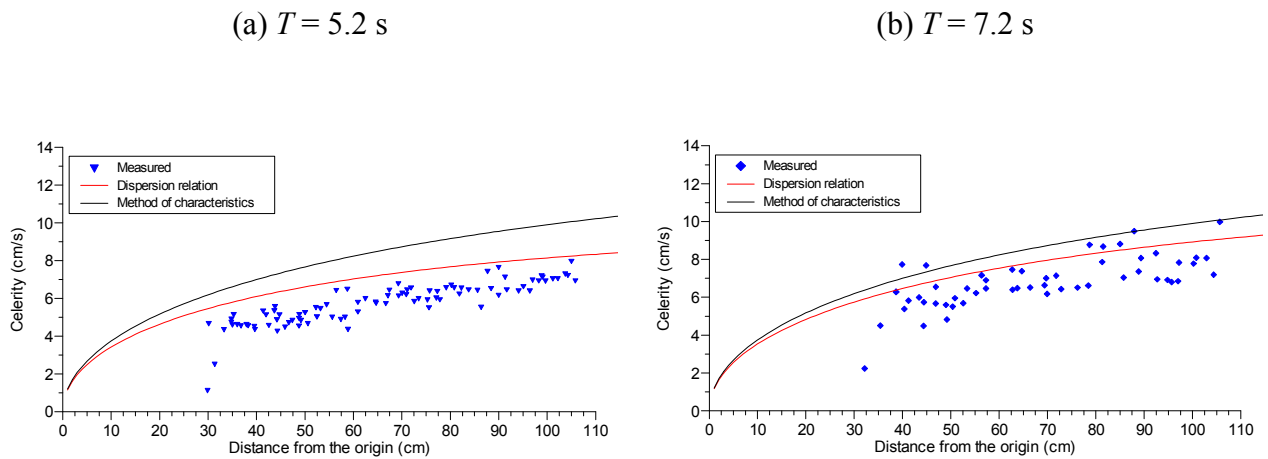 (a) T = 5.2 s
(b) T = 7.2 s
14
12
10
8
6
4
2
0
Celerity (cm/s)
Measured
Dispersion relation
Method of characteristics
0 10 20 30 40 50 60 70 80 90 100 110
Distance from the origin (cm)
14
12
10
8
6
4
2
0
Celerity (cm/s)
Measured
Dispersion relation
Method of characteristics
0 10 20 30 40 50 60 70 80 90 100 110
Distance from the origin (cm)